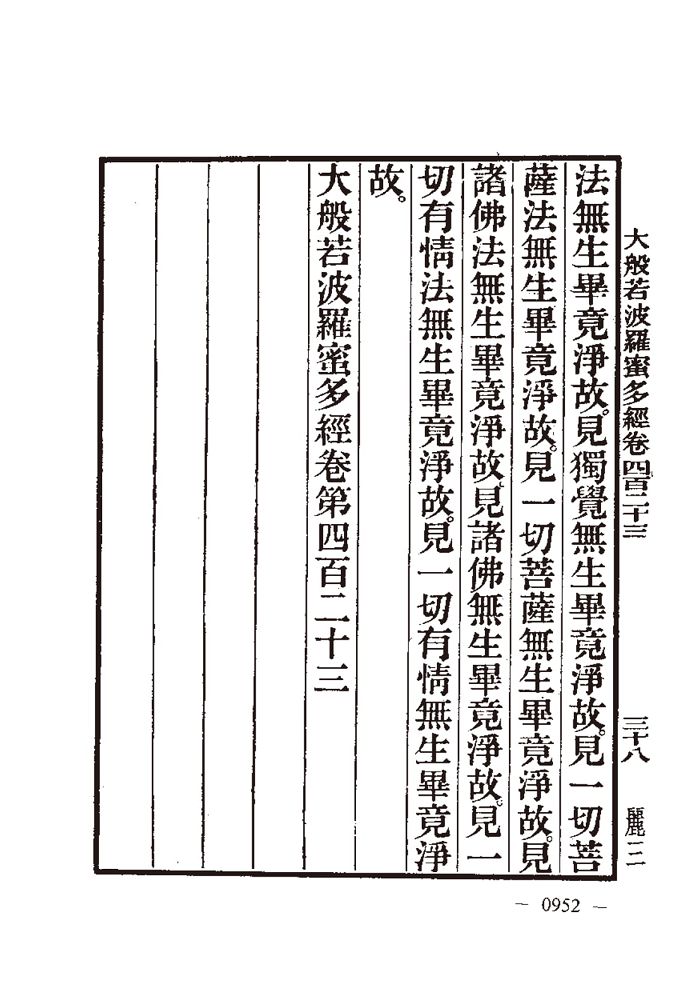 大般若波羅蜜多經卷四百二十三　三十八　麗三
法無生畢竟淨故。見獨覺無生畢竟淨故。見一切菩
薩法無生畢竟淨故。見一切菩薩無生畢竟淨故。見
諸佛法無生畢竟淨故。見諸佛無生畢竟淨故。見一
切有情法無生畢竟淨故。見一切有情無生畢竟淨
故。
大般若波羅蜜多經卷第四百二十三
— 0952 —